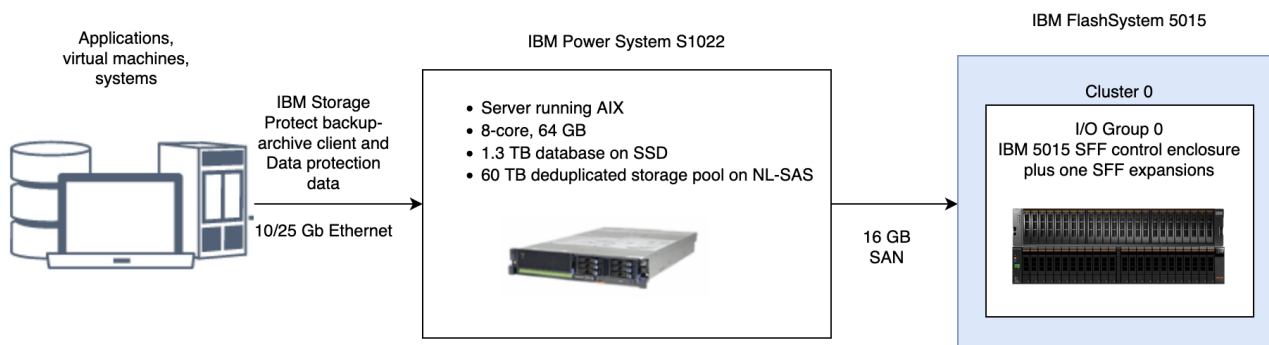 Applications,
virtual machines,
systems
IBM Storage
Protect backup-
archive client and
Data protection
data
10/25 Gb Ethernet
IBM Power System S1022
• Server running AIX
• 8-core, 64 GB
• 1.3 TB database on SSD
• 60 TB deduplicated storage pool on NL-SAS
16 GB
SAN
IBM FlashSystem 5015
Cluster 0
I/O Group 0
IBM 5015 SFF control enclosure
plus one SFF expansions